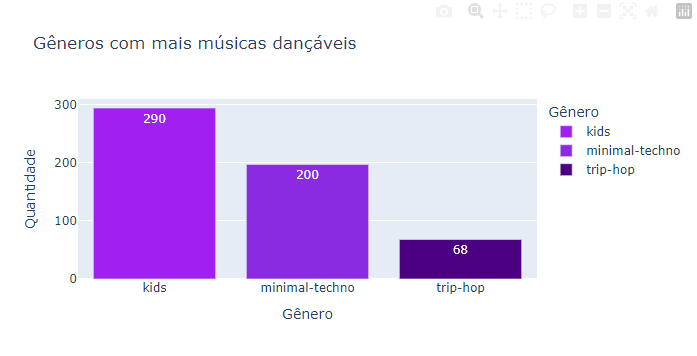 Gêneros com mais músicas dançáveis
Quantidade
300
200
100
0
290
200
68
kids
minimal-techno
trip-hop
Gênero
Gênero
kids
minimal-techno
trip-hop